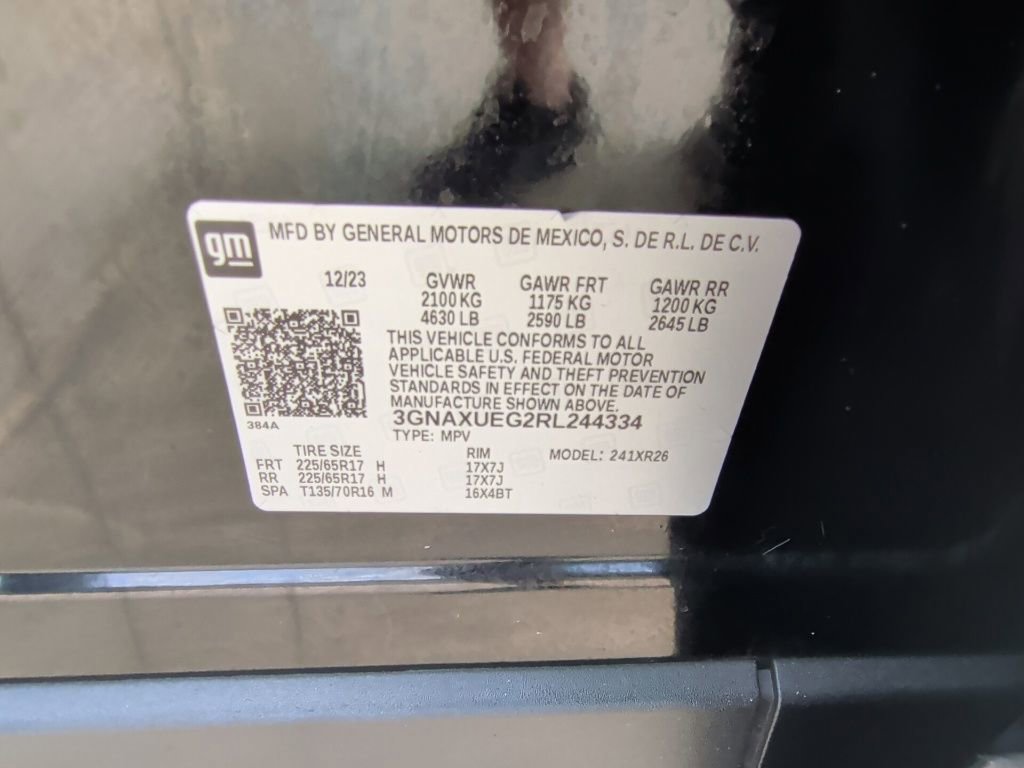 gm
MFD BY GENERAL MOTORS DE MEXICO, S. DE R.L. DE C.V.
12/23 GVWR GAWR FRT GAWR RR
2100 KG 1175 KG 1200 KG
4630 LB 2590 LB 2645 LB
THIS VEHICLE CONFORMS TO ALL
APPLICABLE U.S. FEDERAL MOTOR
VEHICLE SAFETY AND THEFT PREVENTION
STANDARDS IN EFFECT ON THE DATE OF
MANUFACTURE SHOWN ABOVE.
384A
3GNAXUEG2RL244334
TYPE: MPV
TIRE SIZE RIM MODEL: 241XR26
FRT 225/65R17 H 17X7J
RR 225/65R17 H 17X7J
SPA T135/70R16 M 16X4BT